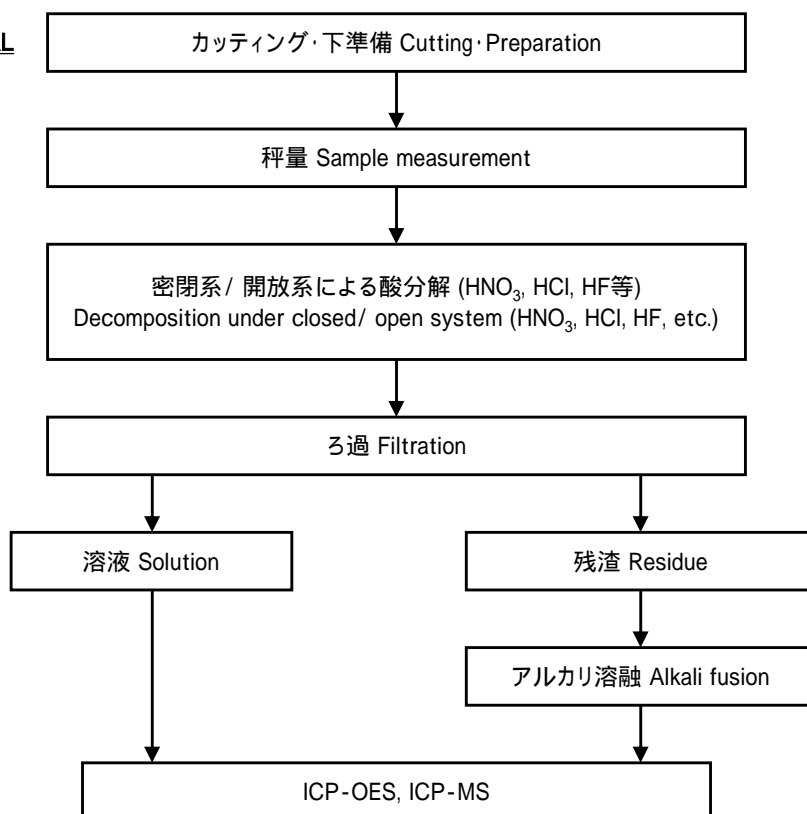 AL
カッティング･下準備 Cutting･Preparation
秤量 Sample measurement
密閉系/ 開放系による酸分解 (HNO₃, HCl, HF等)
Decomposition under closed/ open system (HNO₃, HCl, HF, etc.)
ろ過 Filtration
溶液 Solution
残渣 Residue
アルカリ溶融 Alkali fusion
ICP-OES, ICP-MS